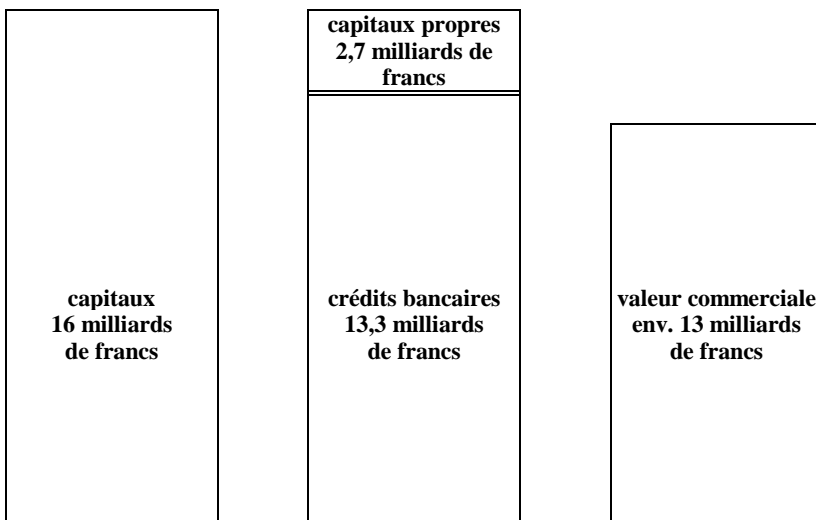 capitaux propres
2,7 milliards de
francs
capitaux
16 milliards
de francs
crédits bancaires
13,3 milliards
de francs
valeur commerciale
env. 13 milliards
de francs